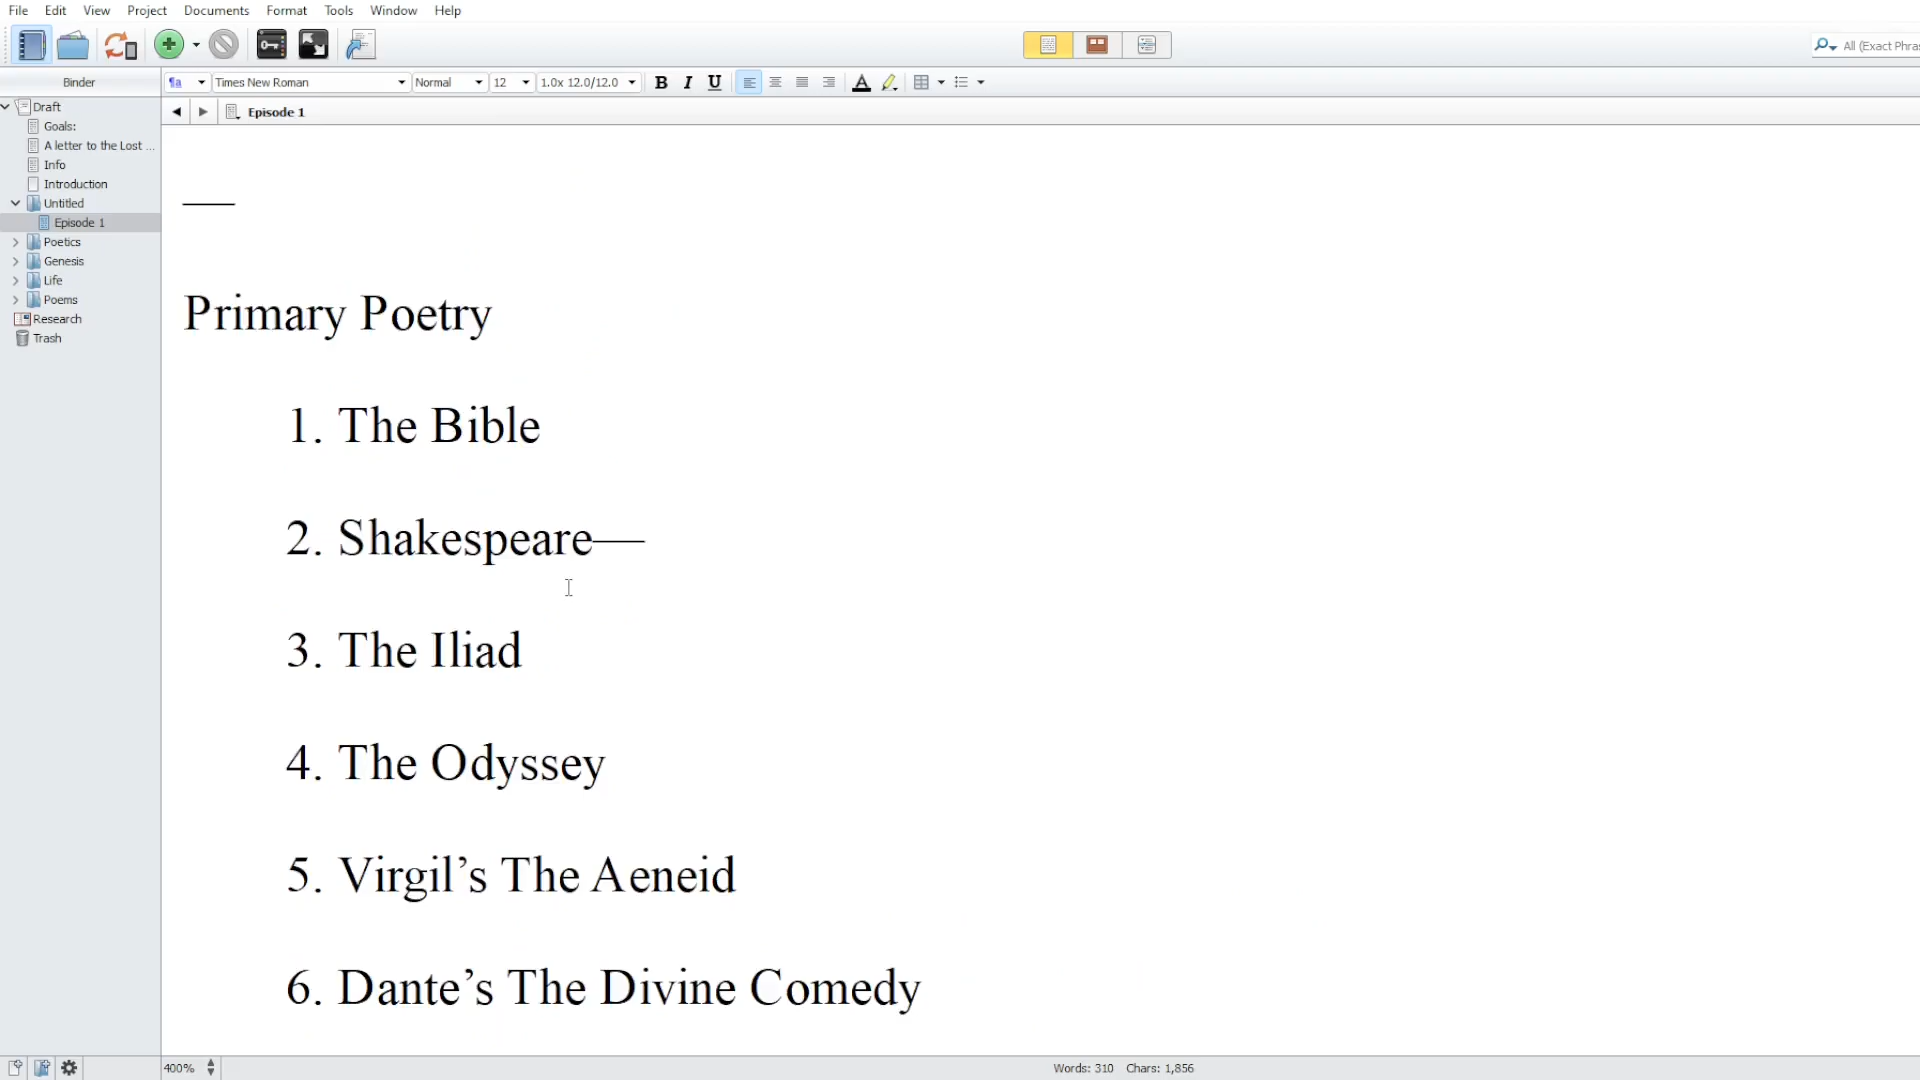 File Edit View Project Documents Format Tools Window Help
All (Exact Phras
Binder
Times New Roman Normal 12 1.0x 12.0/12.0 B I U A
Draft
Episode 1
Goals:
A letter to the Lost ...
Info
Introduction
Untitled
Episode 1
Poetics
Genesis
Life
Poems
Research
Trash
—
Primary Poetry
1. The Bible
2. Shakespeare—
3. The Iliad
4. The Odyssey
5. Virgil’s The Aeneid
6. Dante’s The Divine Comedy
400% Words: 310 Chars: 1,856